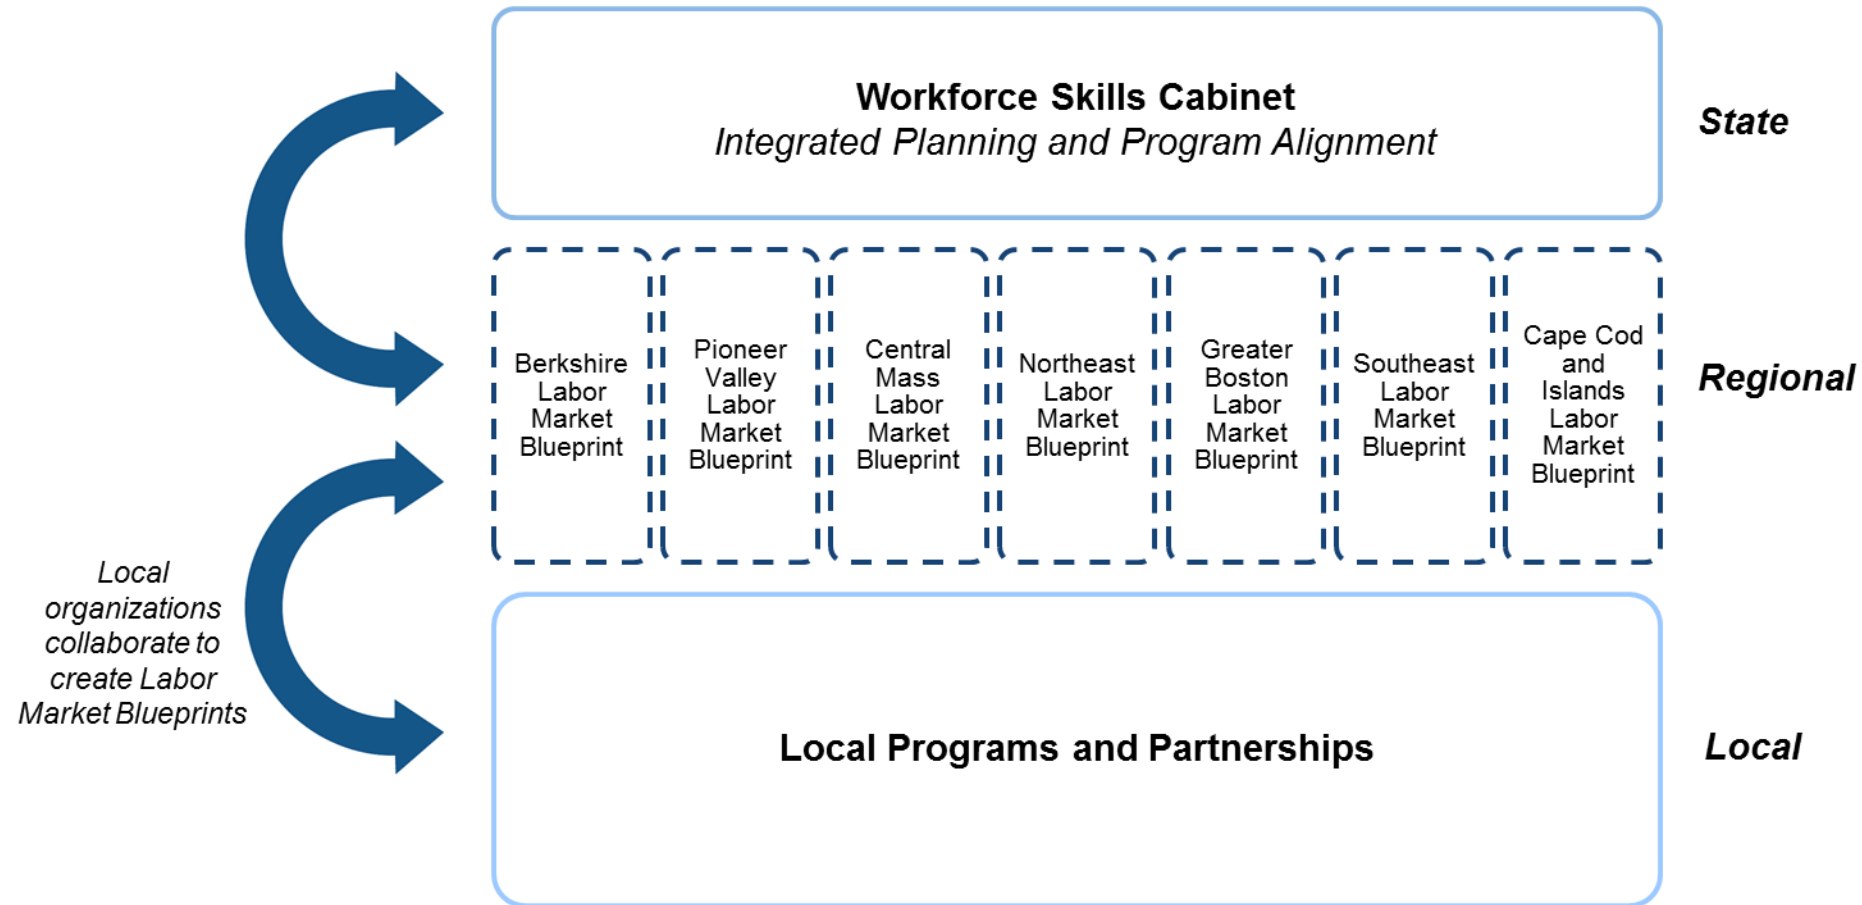 Workforce Skills Cabinet
Integrated Planning and Program Alignment
State
Berkshire
Labor
Market
Blueprint
Pioneer
Valley
Labor
Market
Blueprint
Central
Mass
Labor
Market
Blueprint
Northeast
Labor
Market
Blueprint
Greater
Boston
Labor
Market
Blueprint
Southeast
Labor
Market
Blueprint
Cape Cod
and
Islands
Labor
Market
Blueprint
Regional
Local
organizations
collaborate to
create Labor
Market Blueprints
Local Programs and Partnerships
Local